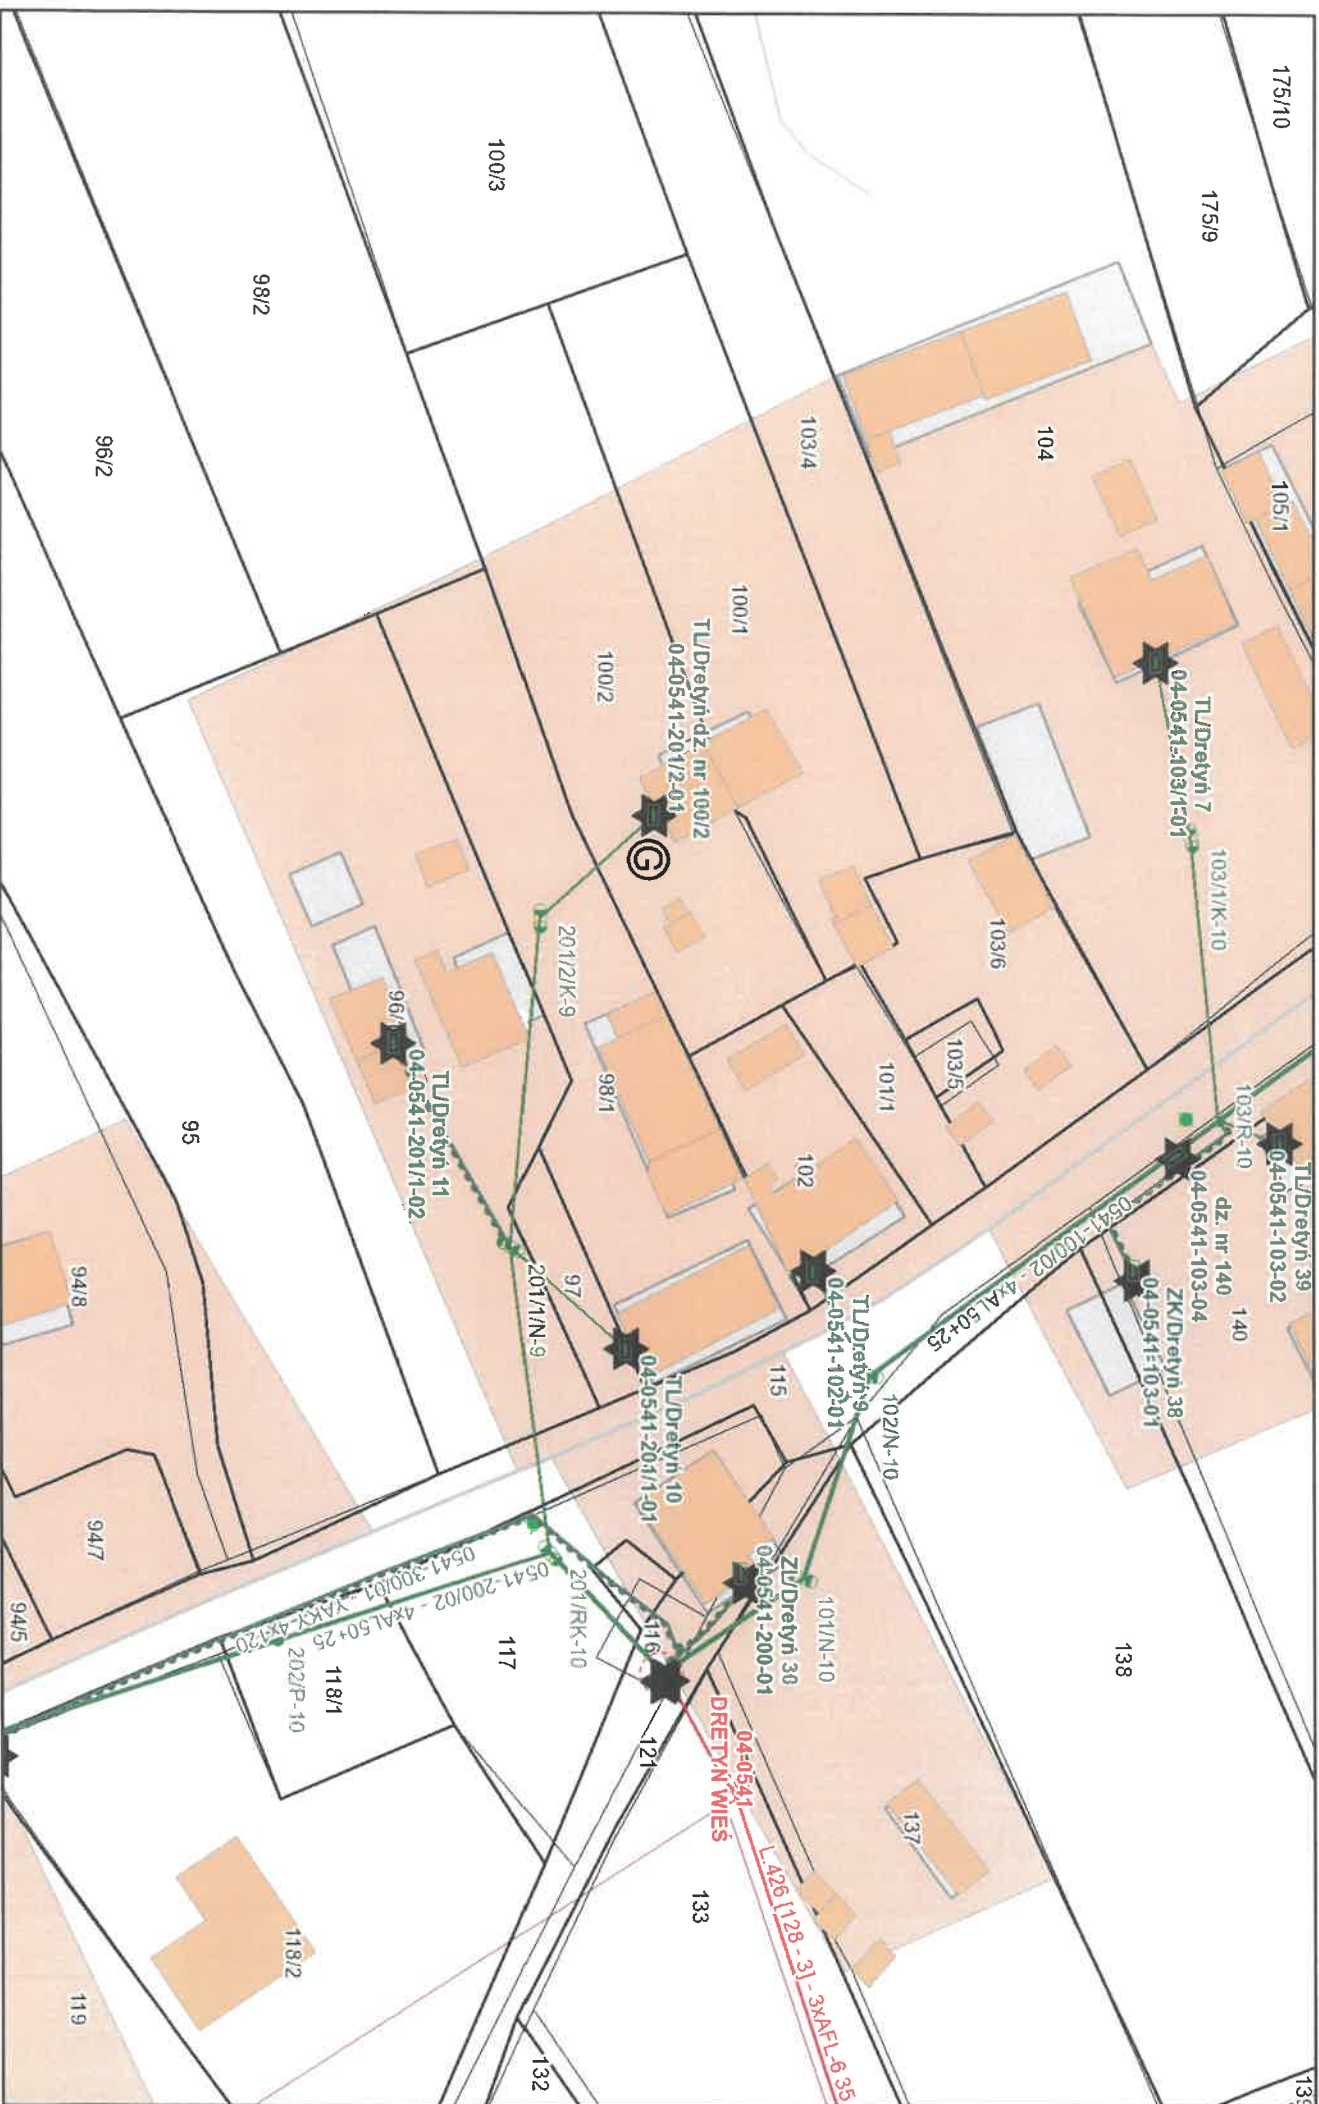 175/10
175/9
105/1
104
103/4
100/3
98/2
96/2
100/1
100/2
TL/Dretyń dz. nr 100/2
04-0541-201/2-01
G
TL/Dretyń 7
04-0541-103/1-01
103/1/K-10
103/6
103/5
101/1
102
103/R-10
TL/Dretyń 39
04-0541-103-02
dz. nr 140
04-0541-103-04
140
ZK/Dretyń 38
04-0541-103-01
0541-100/02 - 4xAL50+25
201/2/K-9
98/1
96/
TL/Dretyń 11
04-0541-201/1-02
95
94/8
94/7
94/5
97
201/1/N-9
TL/Dretyń 10
04-0541-201/1-01
TL/Dretyń 9
04-0541-102-01
115
102/N-10
101/N-10
ZL/Dretyń 30
04-0541-200-01
138
116
201/RK-10
0541-200/02 - 4xAL50+25
0541-300/01 - YAKY 4x120
202/P-10
117
118/1
118/2
119
121
04-0541
DRETYŃ WIEŚ
L.426 [128 - 3] - 3xAFL-6 35
137
133
132